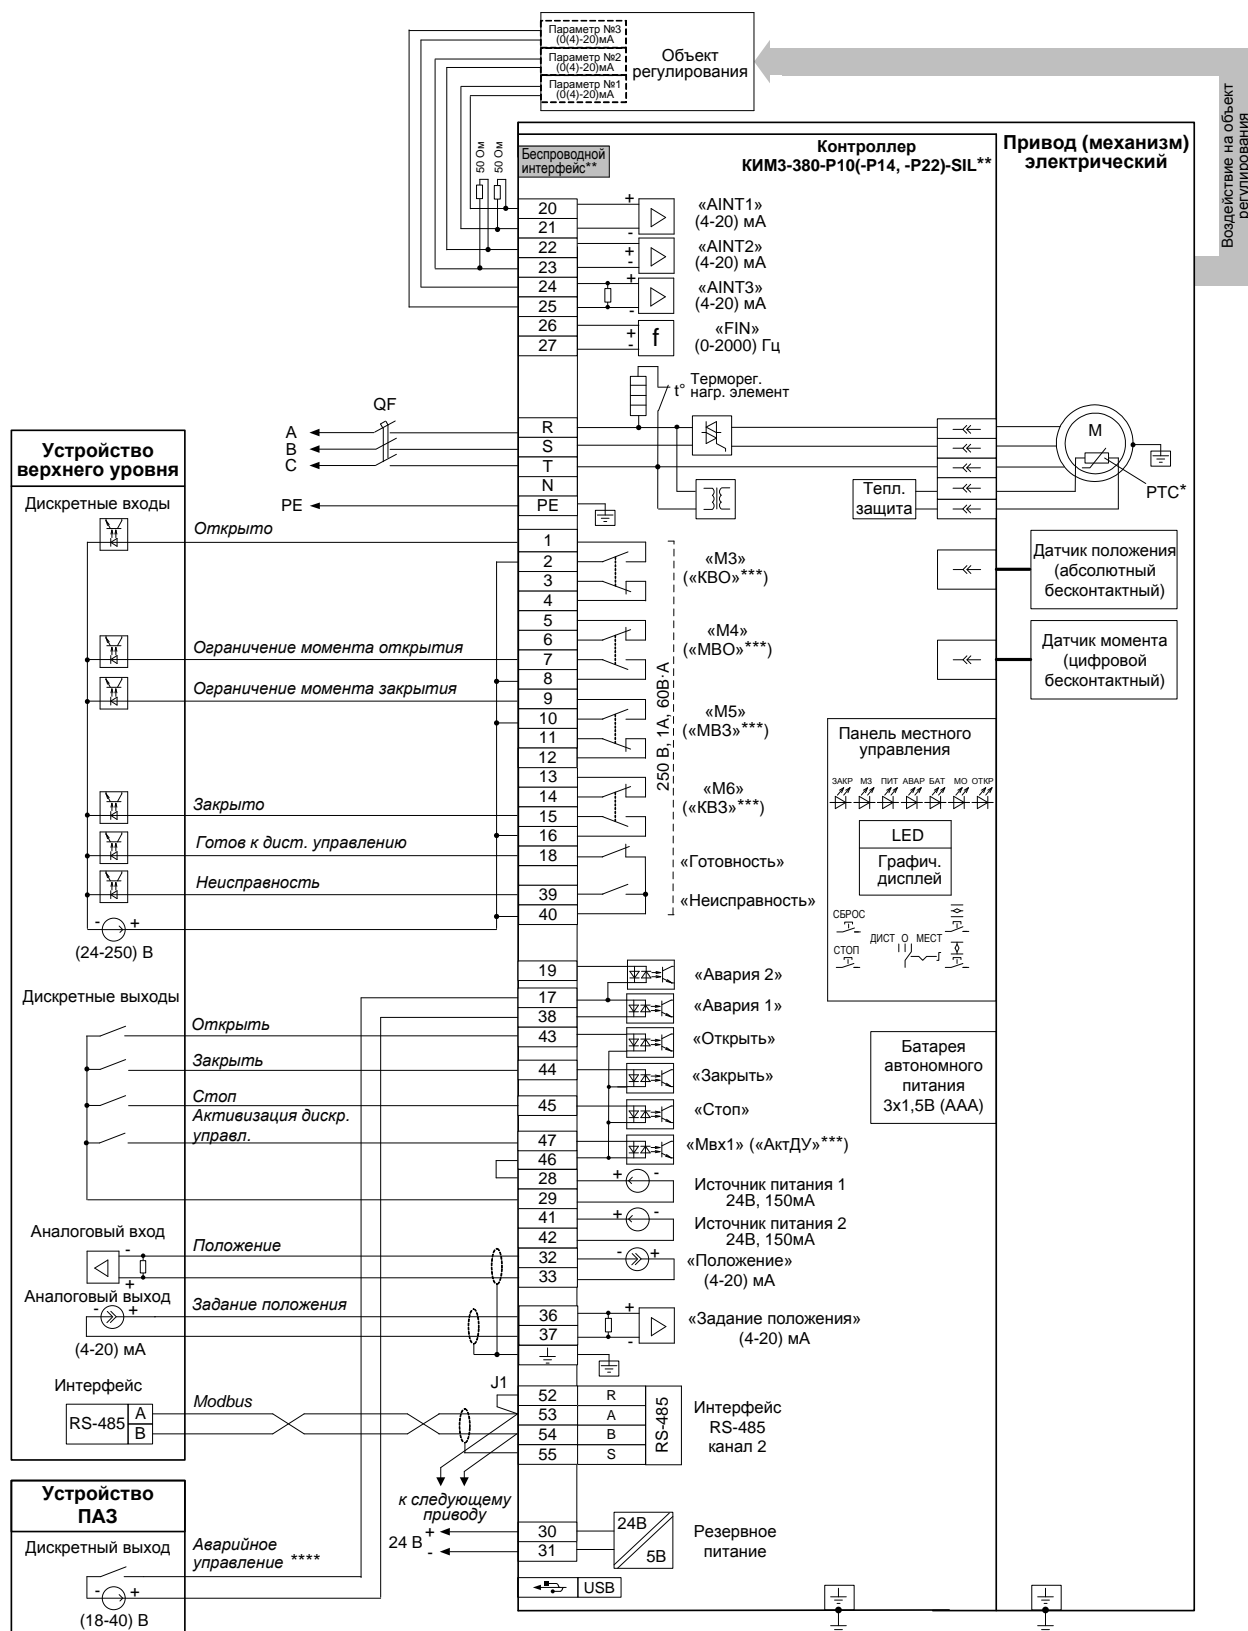 Параметр №3
(0(4)-20)мА
Параметр №2
(0(4)-20)мА
Параметр №1
(0(4)-20)мА
Объект
регулирования
Воздействие на объект
регулирования
50 Ом
50 Ом
Беспроводной
интерфейс**
Контроллер
КИМ3-380-Р10(-Р14, -Р22)-SIL**
Привод (механизм)
электрический
20
21
22
23
24
25
26
27
+
-
«AINT1»
(4-20) мА
+
-
«AINT2»
(4-20) мА
+
-
«AINT3»
(4-20) мА
+
-
f
«FIN»
(0-2000) Гц
t°
Терморег.
нагр. элемент
QF
A
B
C
PE
R
S
T
N
PE
M
PTC*
Тепл.
защита
Устройство
верхнего уровня
Дискретные входы
Открыто
Ограничение момента открытия
Ограничение момента закрытия
Закрыто
Готов к дист. управлению
Неисправность
- +
(24-250) В
1
2
3
4
5
6
7
8
9
10
11
12
13
14
15
16
18
39
40
«М3»
(«КВО»***)
«М4»
(«МВО»***)
«М5»
(«МВЗ»***)
«М6»
(«КВЗ»***)
«Готовность»
«Неисправность»
250 В, 1А, 60В·А
Датчик положения
(абсолютный
бесконтактный)
Датчик момента
(цифровой
бесконтактный)
Панель местного
управления
ЗАКР МЗ ПИТ АВАР БАТ МО ОТКР
LED
Графич.
дисплей
СБРОС
СТОП
ДИСТ О МЕСТ
Батарея
автономного
питания
3x1,5В (ААА)
Дискретные выходы
Открыть
Закрыть
Стоп
Активизация дискр.
управл.
19
17
38
43
44
45
47
46
28
29
41
42
32
33
36
37
«Авария 2»
«Авария 1»
«Открыть»
«Закрыть»
«Стоп»
«Мвх1» («АктДУ»***)
+ -
Источник питания 1
24В, 150мА
+ -
Источник питания 2
24В, 150мА
- +
«Положение»
(4-20) мА
+
-
«Задание положения»
(4-20) мА
Аналоговый вход
-
+
Положение
Аналоговый выход
- +
Задание положения
(4-20) мА
Интерфейс
RS-485
A
B
Modbus
J1
52
53
54
55
R
A
B
S
RS-485
Интерфейс
RS-485
канал 2
к следующему
приводу
24 В
+
-
30
31
24В
5В
Резервное
питание
USB
Устройство
ПАЗ
Дискретный выход
Аварийное
управление ****
- +
(18-40) В